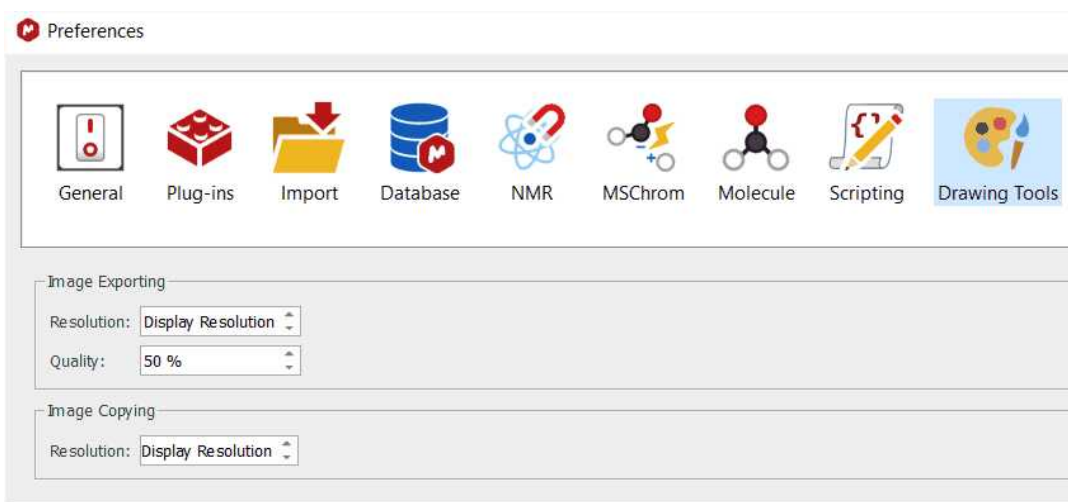 Preferences
General Plug-ins Import Database NMR MSChrom Molecule Scripting Drawing Tools
Image Exporting
Resolution: Display Resolution
Quality: 50 %
Image Copying
Resolution: Display Resolution